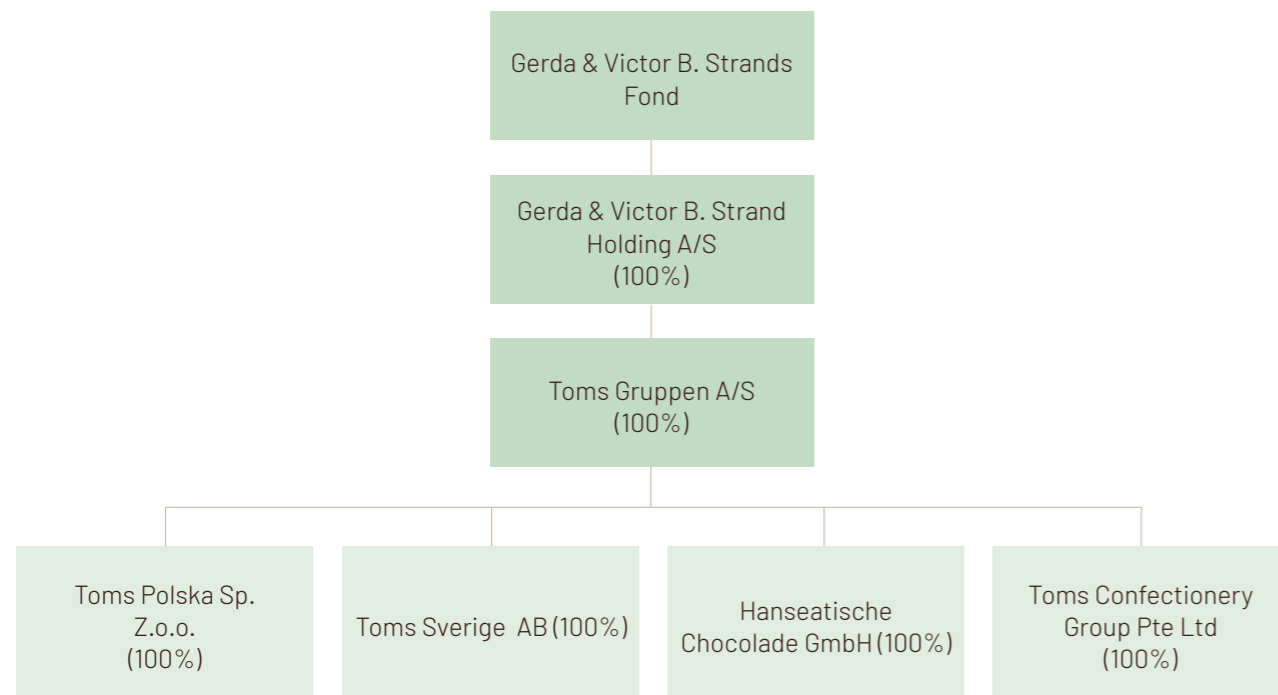 Gerda & Victor B. Strands
Fond
Gerda & Victor B. Strand
Holding A/S
(100%)
Toms Gruppen A/S
(100%)
Toms Polska Sp.
Z.o.o.
(100%)
Toms Sverige AB (100%)
Hanseatische
Chocolade GmbH (100%)
Toms Confectionery
Group Pte Ltd
(100%)